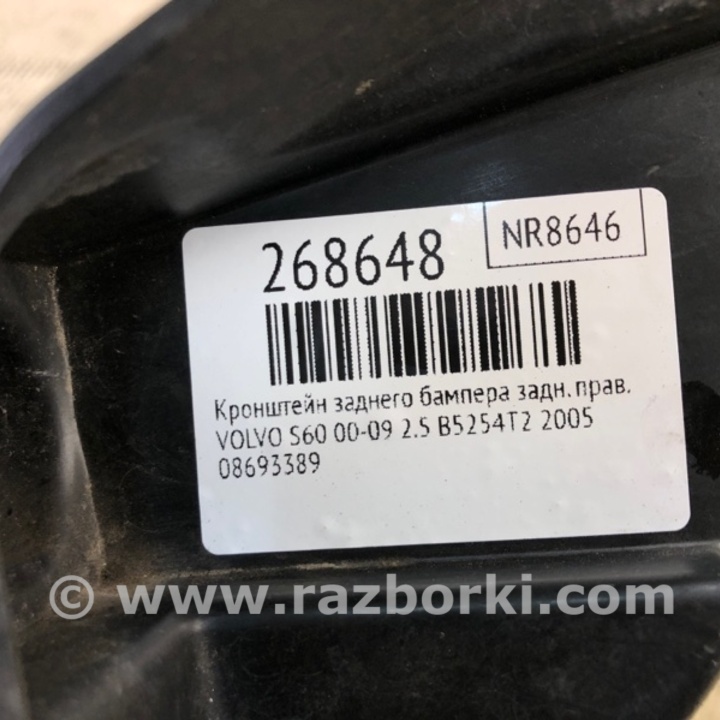 268648
NR8646
Кронштейн заднего бампера задн. прав.
VOLVO S60 00-09 2.5 B5254T2 2005
08693389
© www.razborki.com